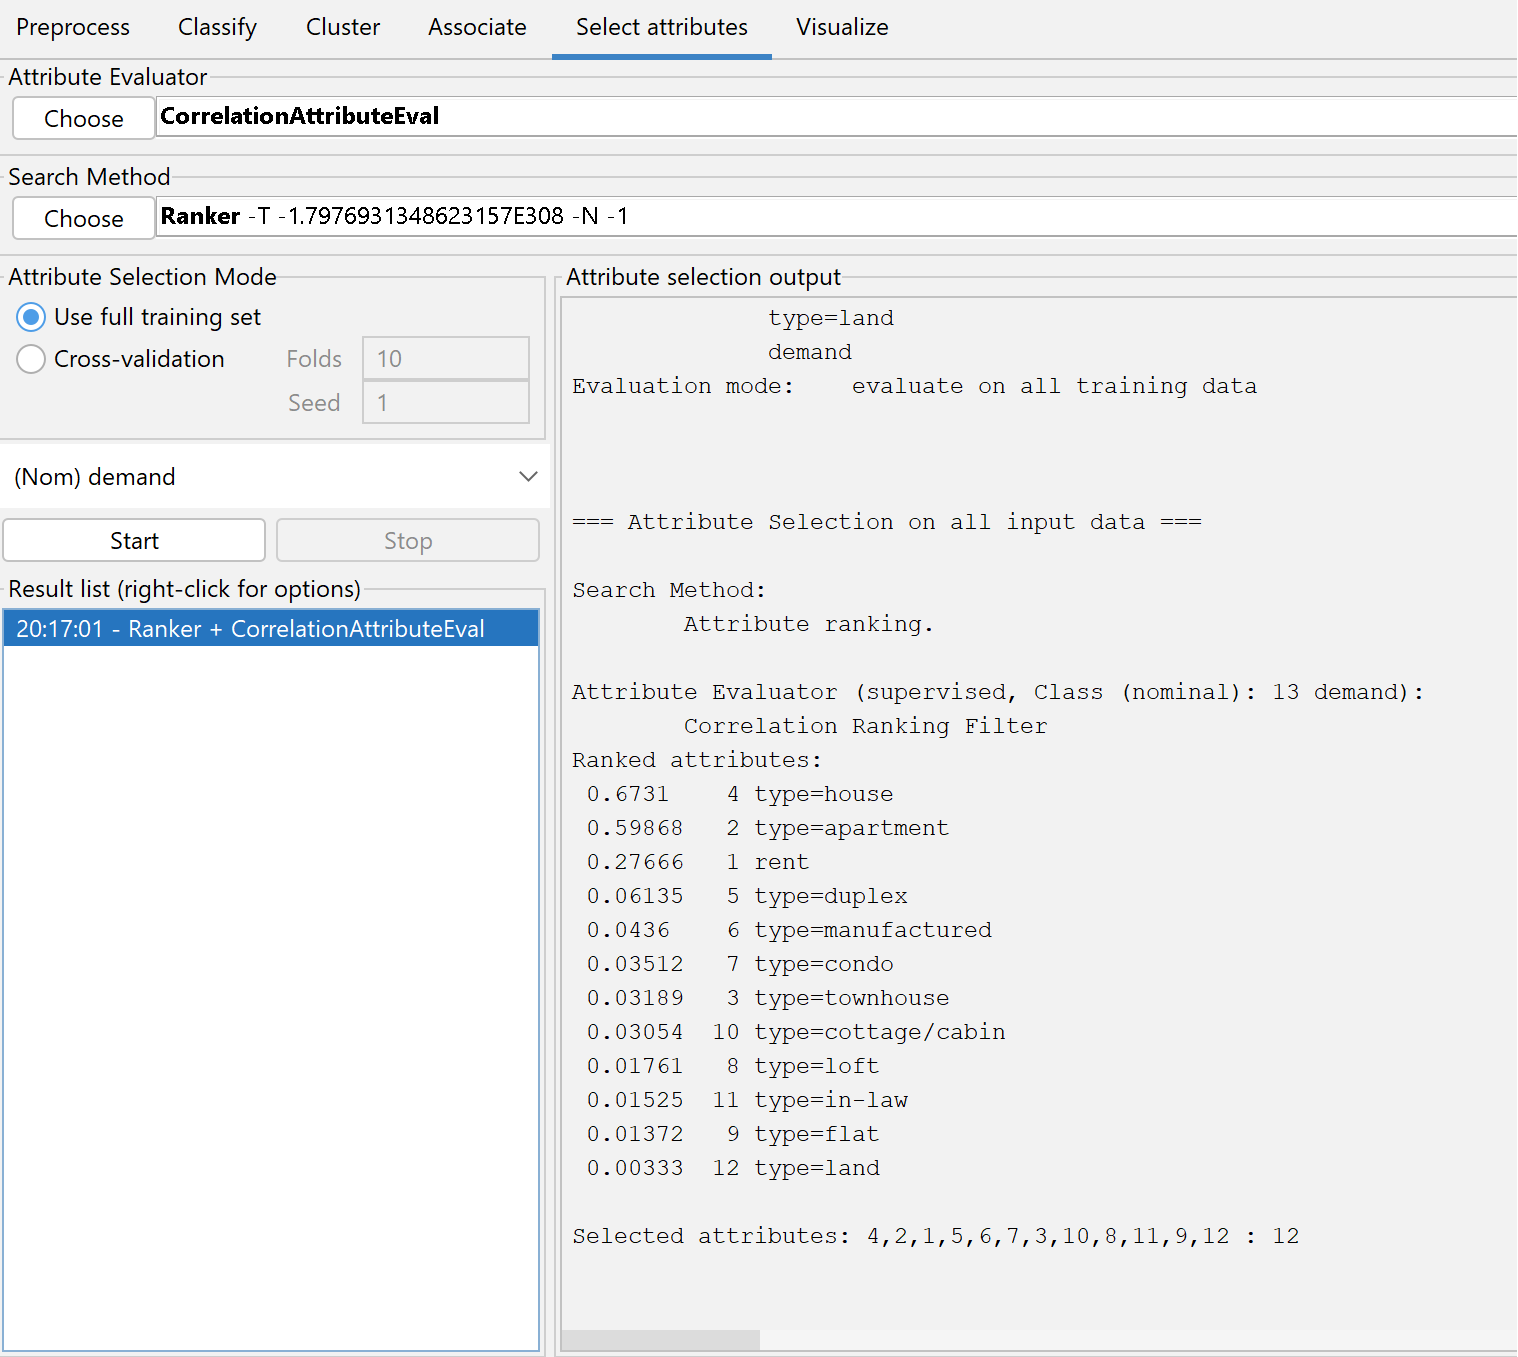 Preprocess Classify Cluster Associate Select attributes Visualize
Attribute Evaluator
Choose CorrelationAttributeEval
Search Method
Choose Ranker -T -1.7976931348623157E308 -N -1
Attribute Selection Mode
Use full training set
Cross-validation Folds 10
Seed 1
(Nom) demand
Start Stop
Result list (right-click for options)
20:17:01 - Ranker + CorrelationAttributeEval
Attribute selection output
type=land
demand
Evaluation mode: evaluate on all training data
=== Attribute Selection on all input data ===
Search Method:
Attribute ranking.
Attribute Evaluator (supervised, Class (nominal): 13 demand):
Correlation Ranking Filter
Ranked attributes:
0.6731 4 type=house
0.59868 2 type=apartment
0.27666 1 rent
0.06135 5 type=duplex
0.0436 6 type=manufactured
0.03512 7 type=condo
0.03189 3 type=townhouse
0.03054 10 type=cottage/cabin
0.01761 8 type=loft
0.01525 11 type=in-law
0.01372 9 type=flat
0.00333 12 type=land
Selected attributes: 4,2,1,5,6,7,3,10,8,11,9,12 : 12